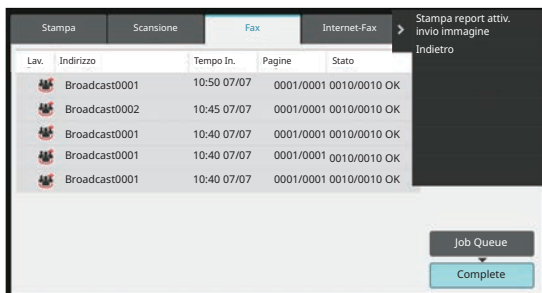 Stampa Scansione Fax Internet-Fax
Stampa report attiv.
invio immagine
Indietro
Lav. Indirizzo Tempo In. Pagine Stato
Broadcast0001 10:50 07/07 0001/0001 0010/0010 OK
Broadcast0002 10:45 07/07 0001/0001 0010/0010 OK
Broadcast0001 10:40 07/07 0001/0001 0010/0010 OK
Broadcast0001 10:40 07/07 0001/0001 0010/0010 OK
Broadcast0001 10:40 07/07 0001/0001 0010/0010 OK
Job Queue
Complete